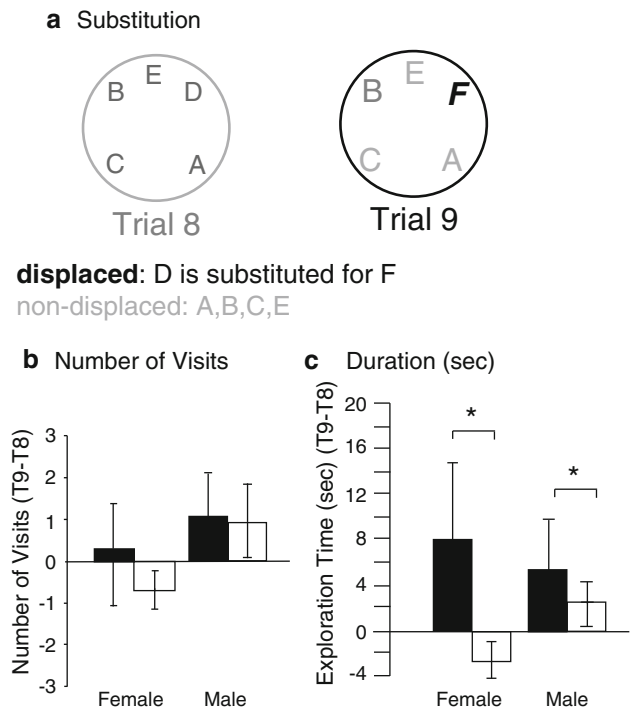 a Substitution
E E
B D B F
C A C A
Trial 8 Trial 9
displaced: D is substituted for F
non-displaced: A,B,C,E
b Number of Visits
Number of Visits (T9-T8)
3
2
1
0
-1
-2
-3
Female Male
c Duration (sec)
Exploration Time (sec) (T9-T8)
20
16
12
8
4
0
-4
*
*
Female Male